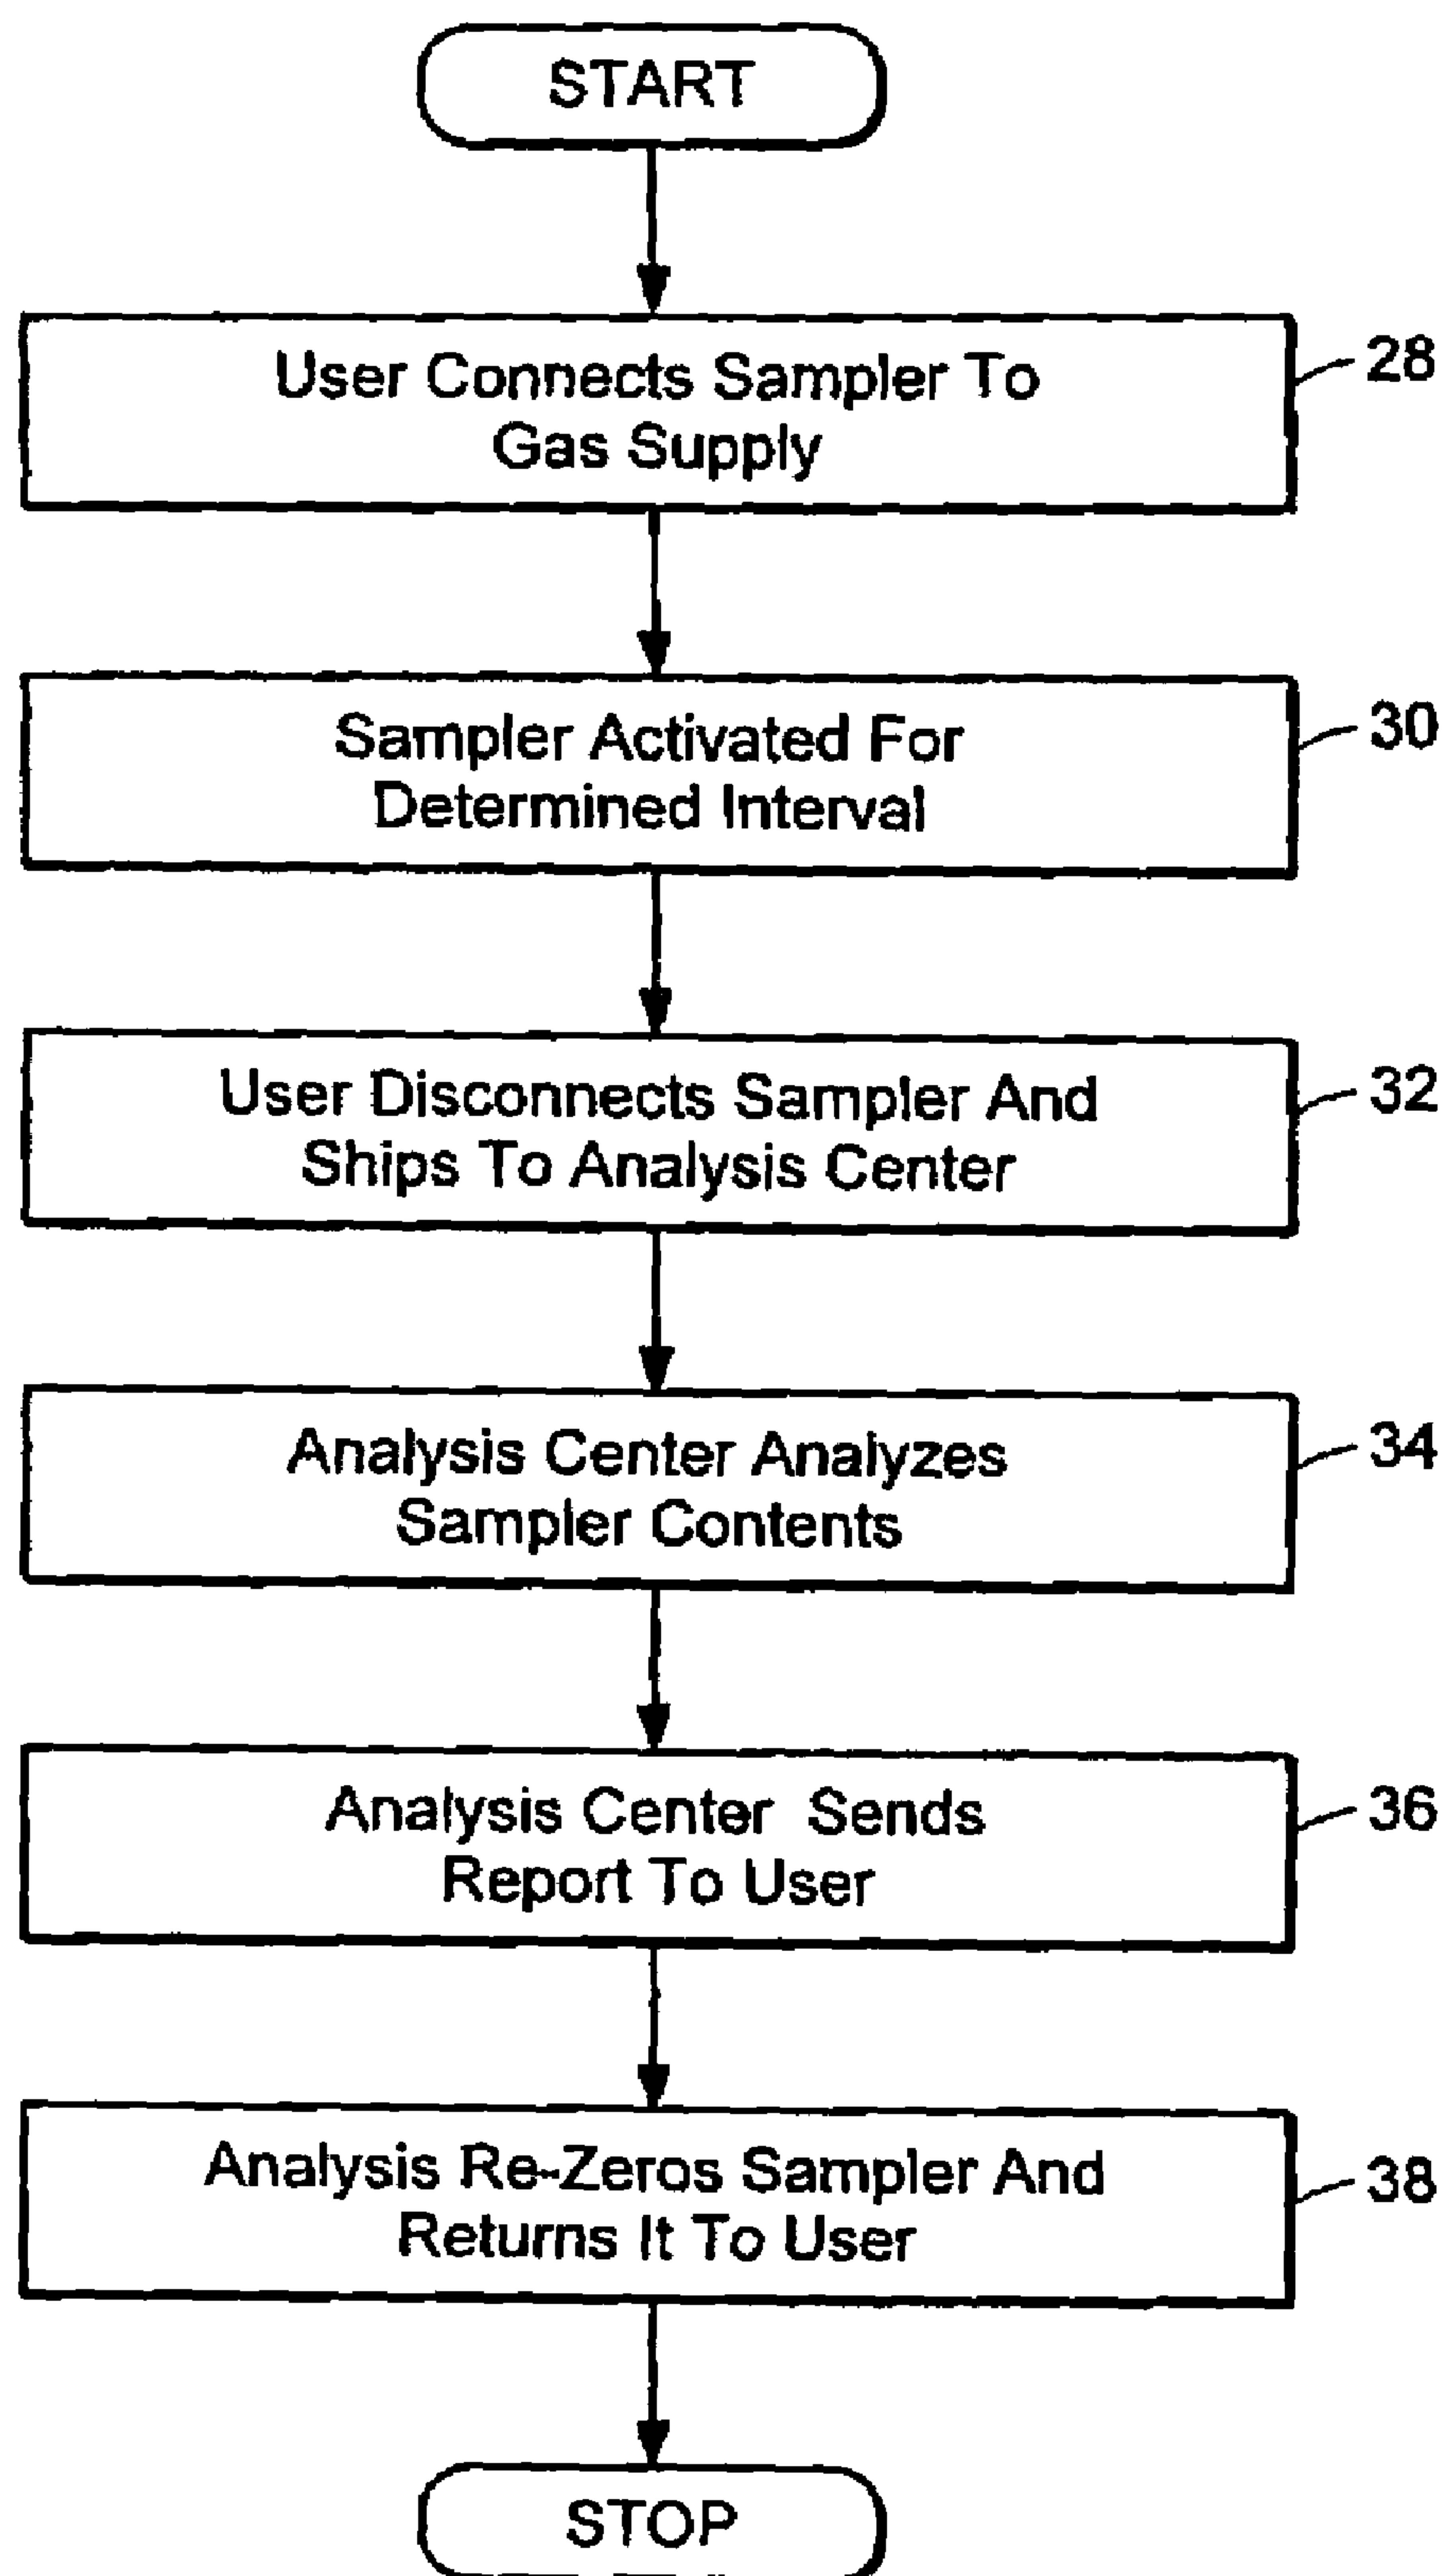 START
User Connects Sampler To
Gas Supply
28
Sampler Activated For
Determined Interval
30
User Disconnects Sampler And
Ships To Analysis Center
32
Analysis Center Analyzes
Sampler Contents
34
Analysis Center Sends
Report To User
36
Analysis Re-Zeros Sampler And
Returns It To User
38
STOP